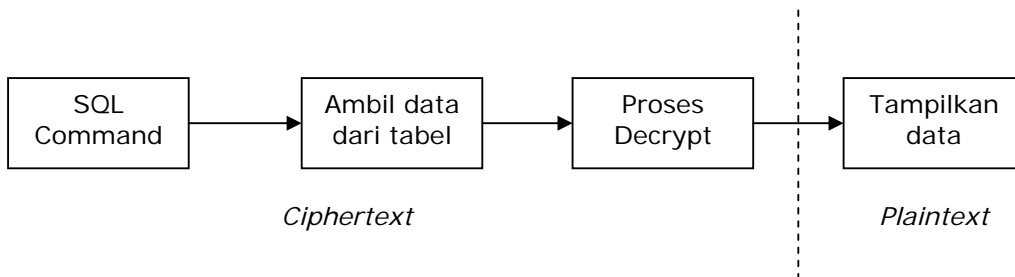 SQL
Command
Ambil data
dari tabel
Proses
Decrypt
Tampilkan
data
Ciphertext
Plaintext